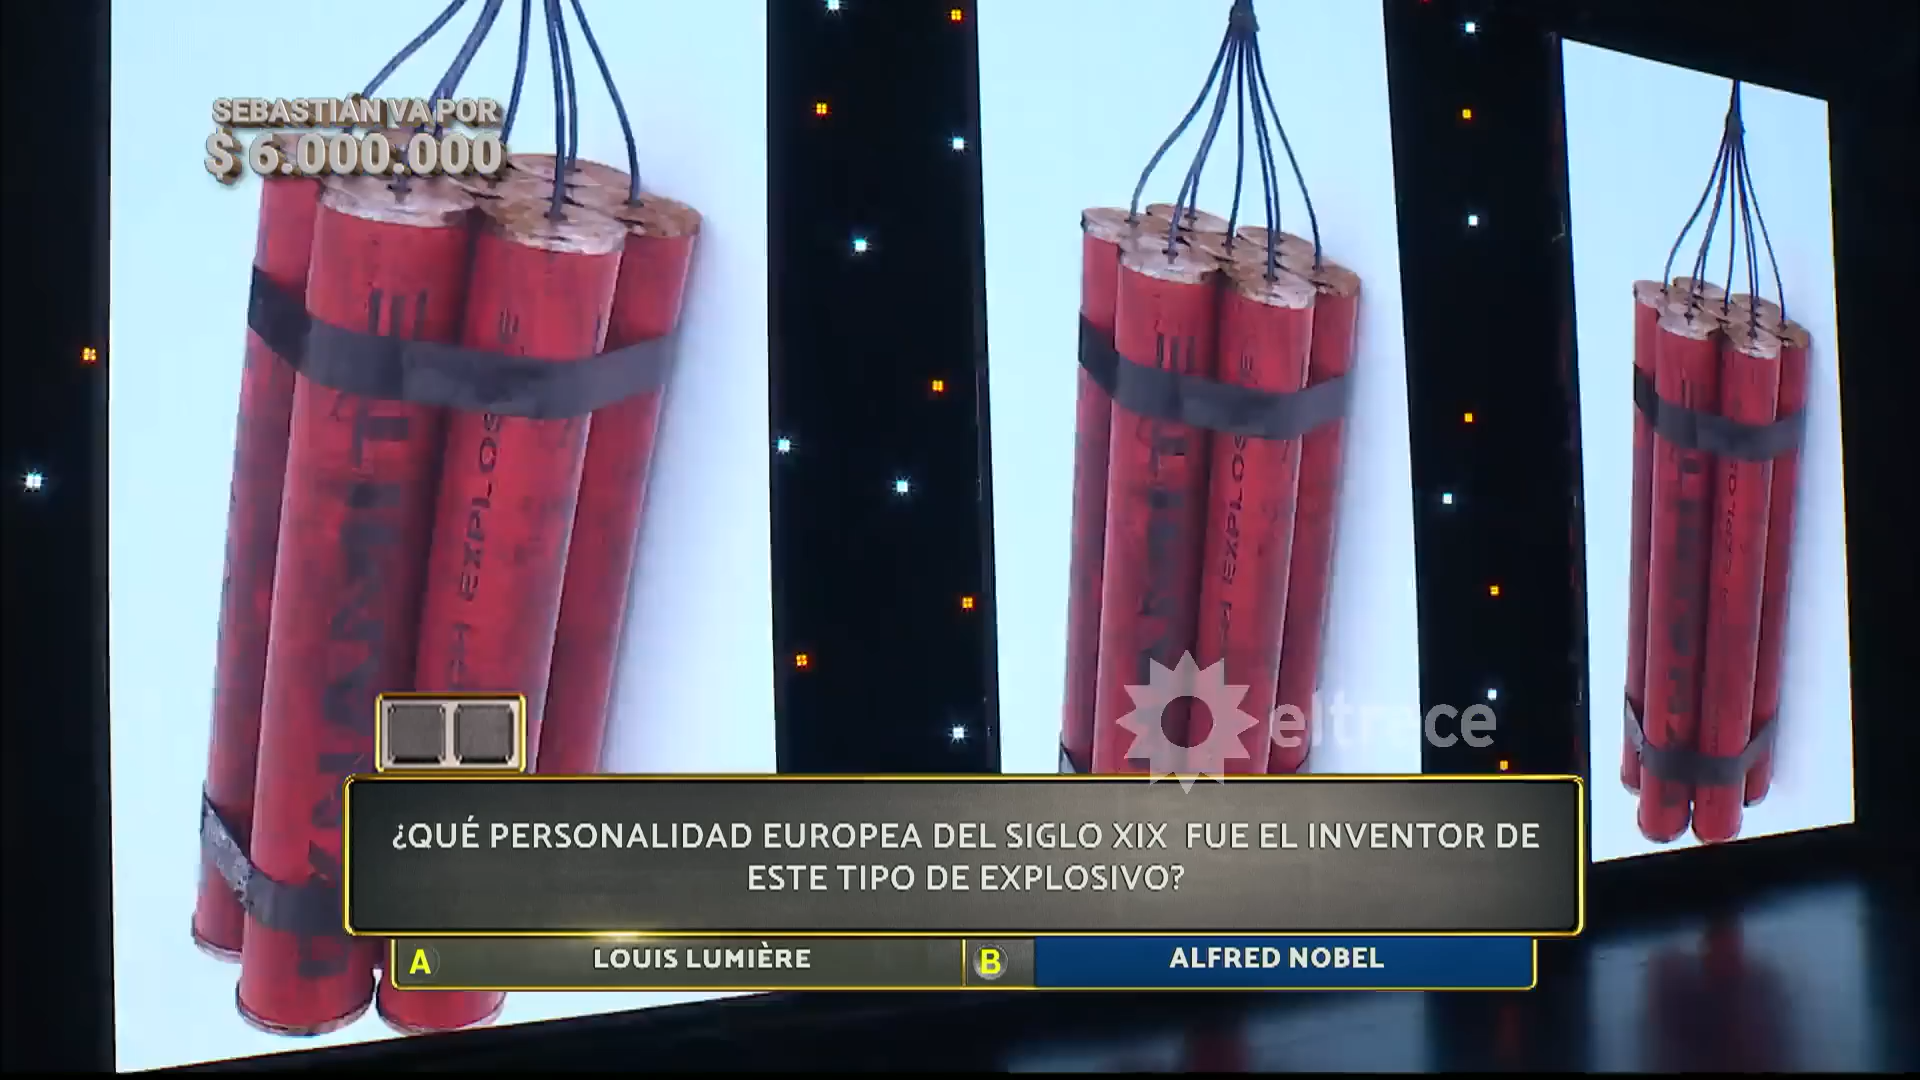 SEBASTIÁN VA POR
$ 6.000.000
eltrece
¿QUÉ PERSONALIDAD EUROPEA DEL SIGLO XIX FUE EL INVENTOR DE
ESTE TIPO DE EXPLOSIVO?
A LOUIS LUMIÈRE
B ALFRED NOBEL